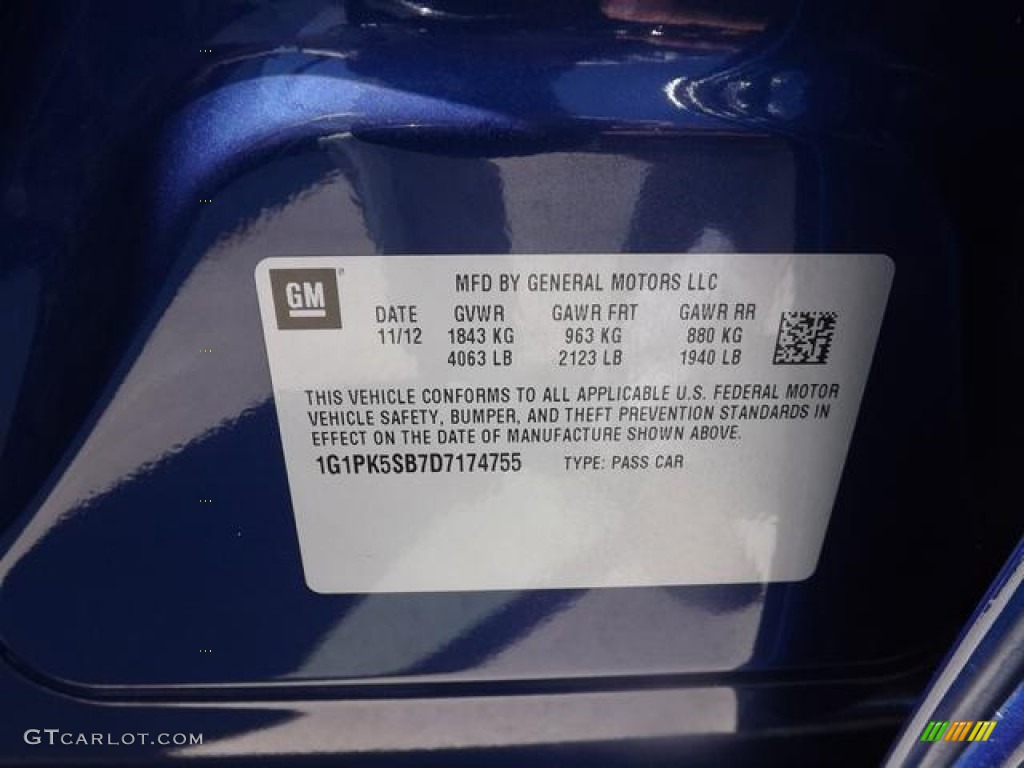 GM
MFD BY GENERAL MOTORS LLC
DATE GVWR GAWR FRT GAWR RR
11/12 1843 KG 963 KG 880 KG
4063 LB 2123 LB 1940 LB
THIS VEHICLE CONFORMS TO ALL APPLICABLE U.S. FEDERAL MOTOR
VEHICLE SAFETY, BUMPER, AND THEFT PREVENTION STANDARDS IN
EFFECT ON THE DATE OF MANUFACTURE SHOWN ABOVE.
1G1PK5SB7D7174755 TYPE: PASS CAR
GTCARLOT.COM